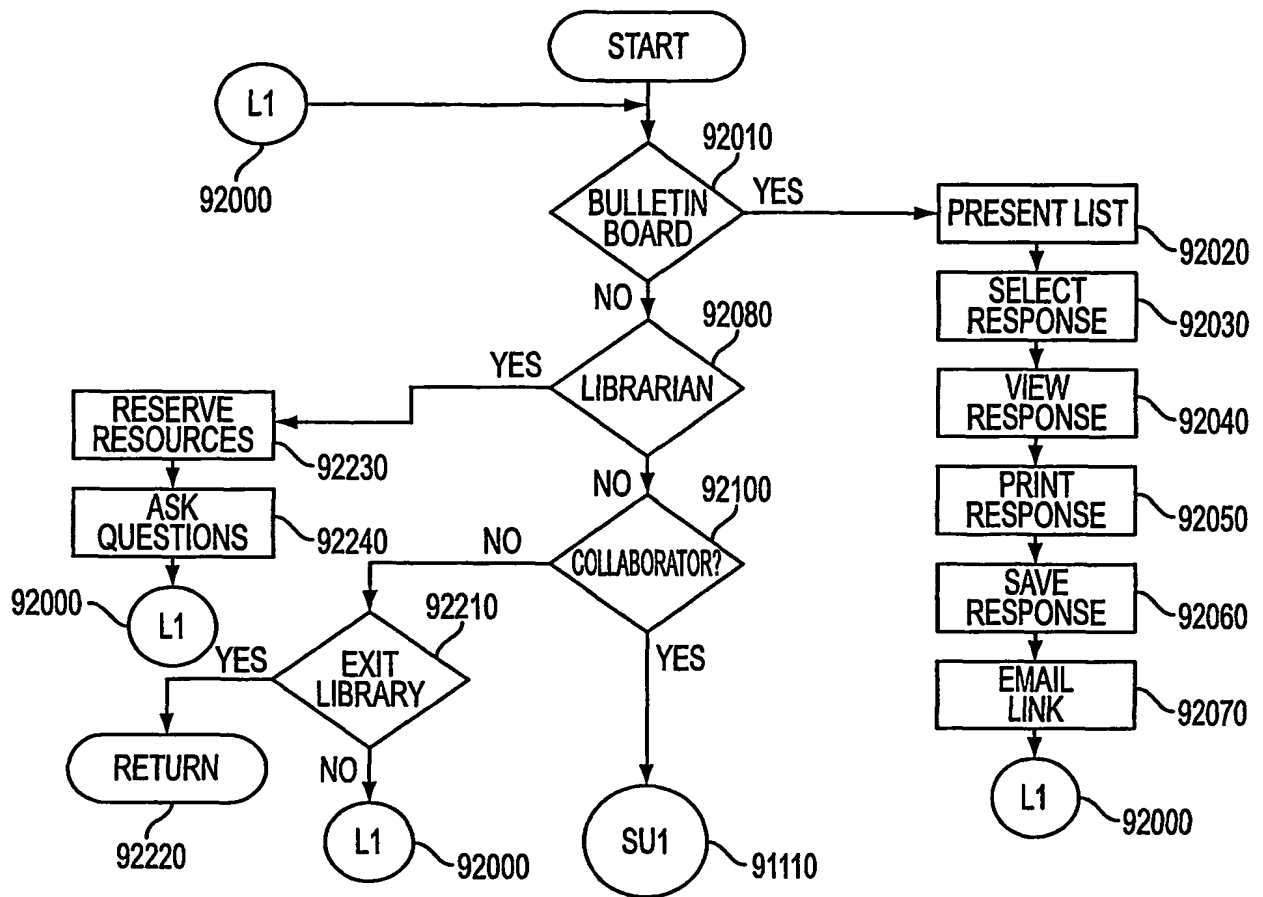 START
L1
92000
92010
BULLETIN
BOARD
YES
PRESENT LIST
92020
NO
SELECT
RESPONSE
92030
92080
LIBRARIAN
YES
VIEW
RESPONSE
92040
RESERVE
RESOURCES
92230
NO
92100
PRINT
RESPONSE
92050
ASK
QUESTIONS
92240
NO
COLLABORATOR?
SAVE
RESPONSE
92060
92000
L1
92210
YES
EXIT
LIBRARY
YES
EMAIL
LINK
92070
RETURN
92220
NO
L1
92000
SU1
91110
L1
92000